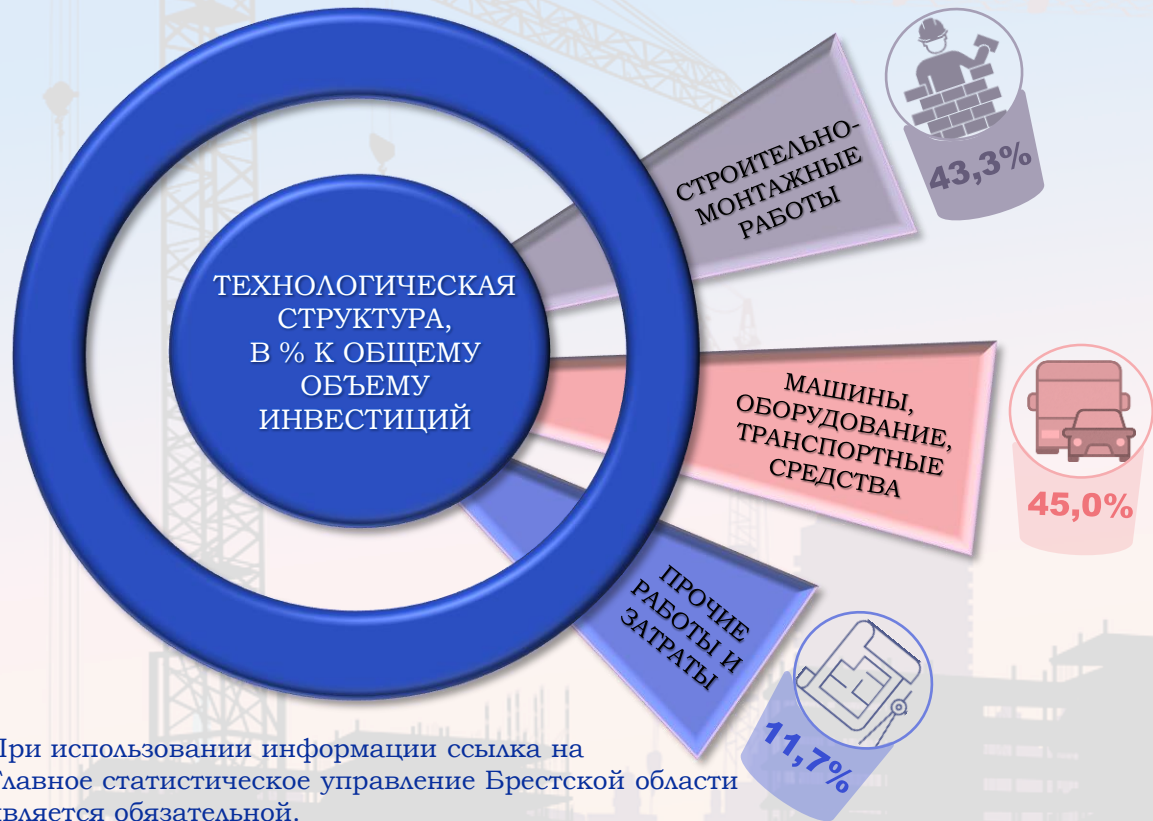 ТЕХНОЛОГИЧЕСКАЯ
СТРУКТУРА,
В % К ОБЩЕМУ
ОБЪЕМУ
ИНВЕСТИЦИЙ
СТРОИТЕЛЬНО-
МОНТАЖНЫЕ
РАБОТЫ
43,3%
МАШИНЫ,
ОБОРУДОВАНИЕ,
ТРАНСПОРТНЫЕ
СРЕДСТВА
45,0%
ПРОЧИЕ
РАБОТЫ И
ЗАТРАТЫ
11,7%
При использовании информации ссылка на
Главное статистическое управление Брестской области
является обязательной.